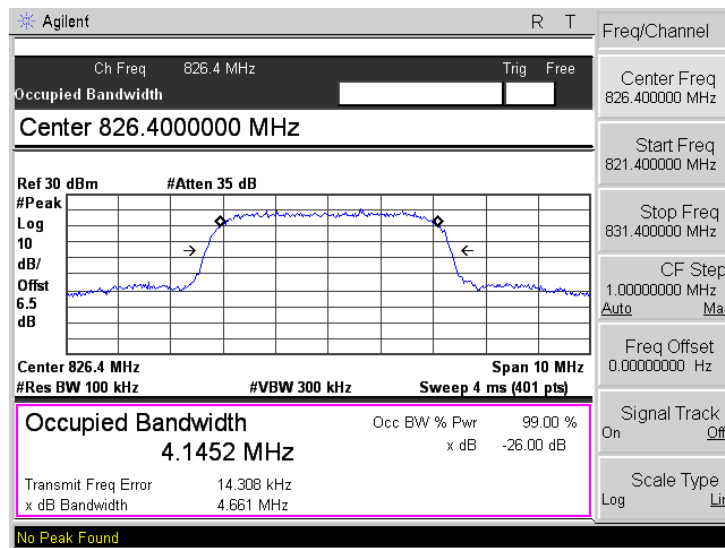 Agilent R T
Ch Freq 826.4 MHz Trig Free
Occupied Bandwidth
Center 826.4000000 MHz
Ref 30 dBm #Atten 35 dB
#Peak
Log
10
dB/
Offst
6.5
dB
Center 826.4 MHz Span 10 MHz
#Res BW 100 kHz #VBW 300 kHz Sweep 4 ms (401 pts)
Occupied Bandwidth Occ BW % Pwr 99.00 %
4.1452 MHz x dB -26.00 dB
Transmit Freq Error 14.308 kHz
x dB Bandwidth 4.661 MHz
No Peak Found
Freq/Channel
Center Freq
826.400000 MHz
Start Freq
821.400000 MHz
Stop Freq
831.400000 MHz
CF Step
1.00000000 MHz
Auto Ma
Freq Offset
0.00000000 Hz
Signal Track
On Off
Scale Type
Log Lin